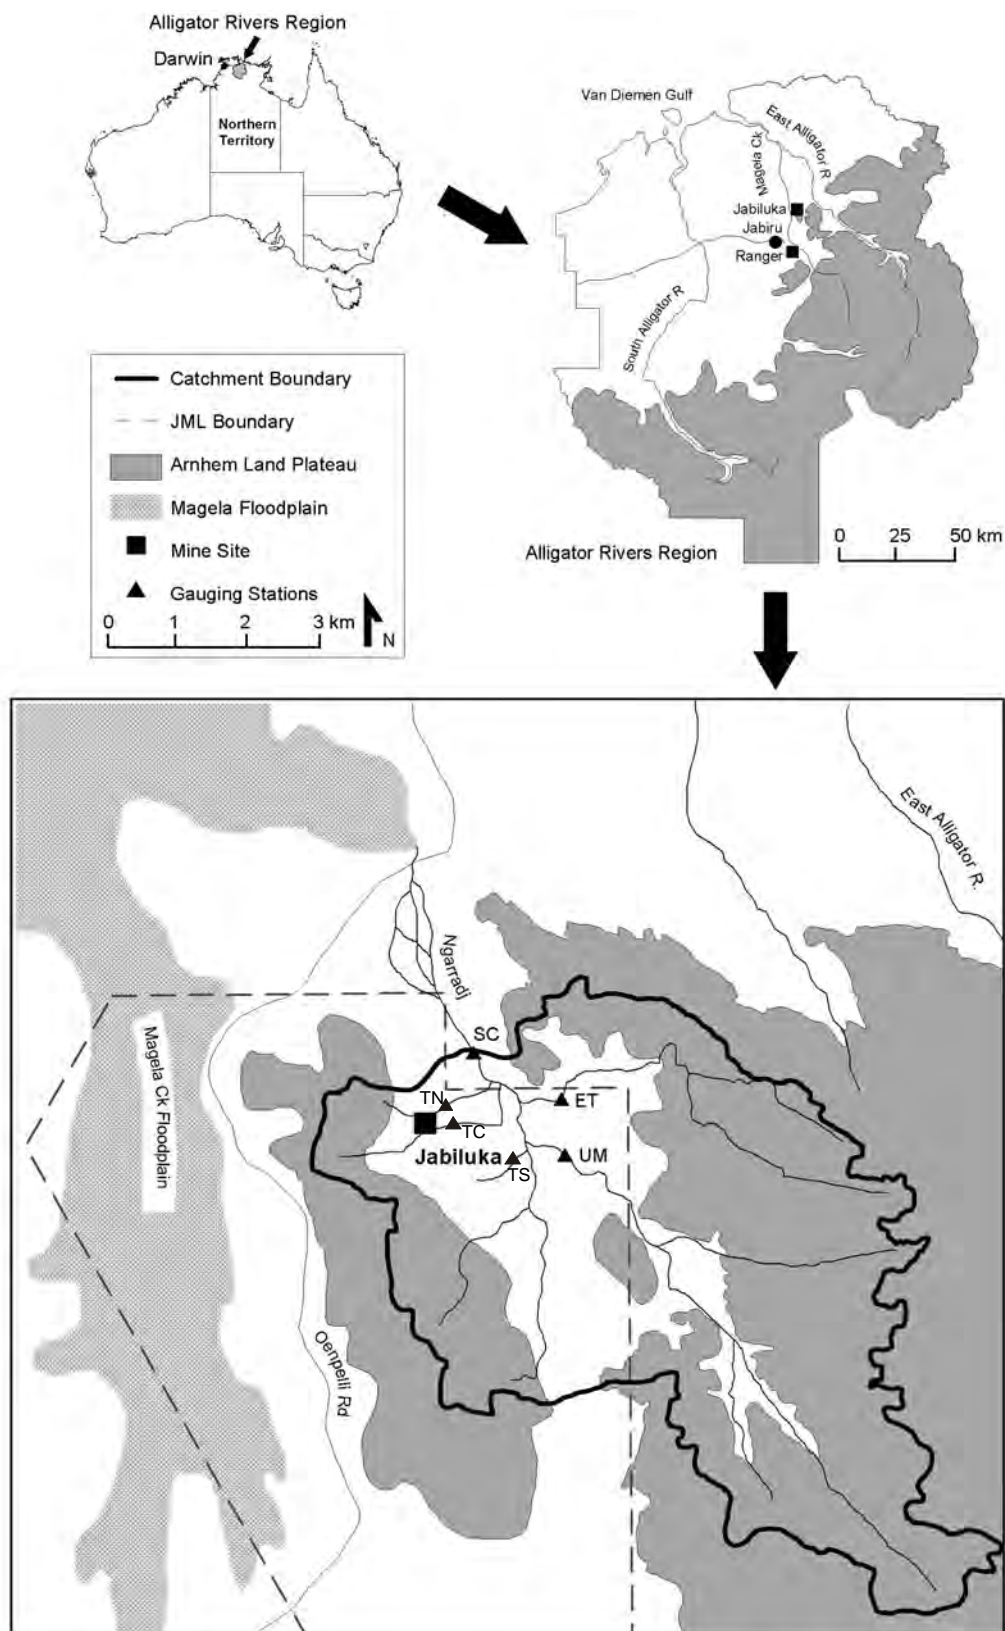 Alligator Rivers Region
Darwin
Northern
Territory
Van Diemen Gulf
East Alligator R
Magela Ck
Jabiluka
Jabiru
Ranger
South Alligator R
Alligator Rivers Region
0 25 50 km
Catchment Boundary
JML Boundary
Arnhem Land Plateau
Magela Floodplain
Mine Site
Gauging Stations
0 1 2 3 km
N
East Alligator R.
Ngarradj
Magela Ck Floodplain
SC
TN
ET
TC
Jabiluka
UM
TS
Oenpelli Rd